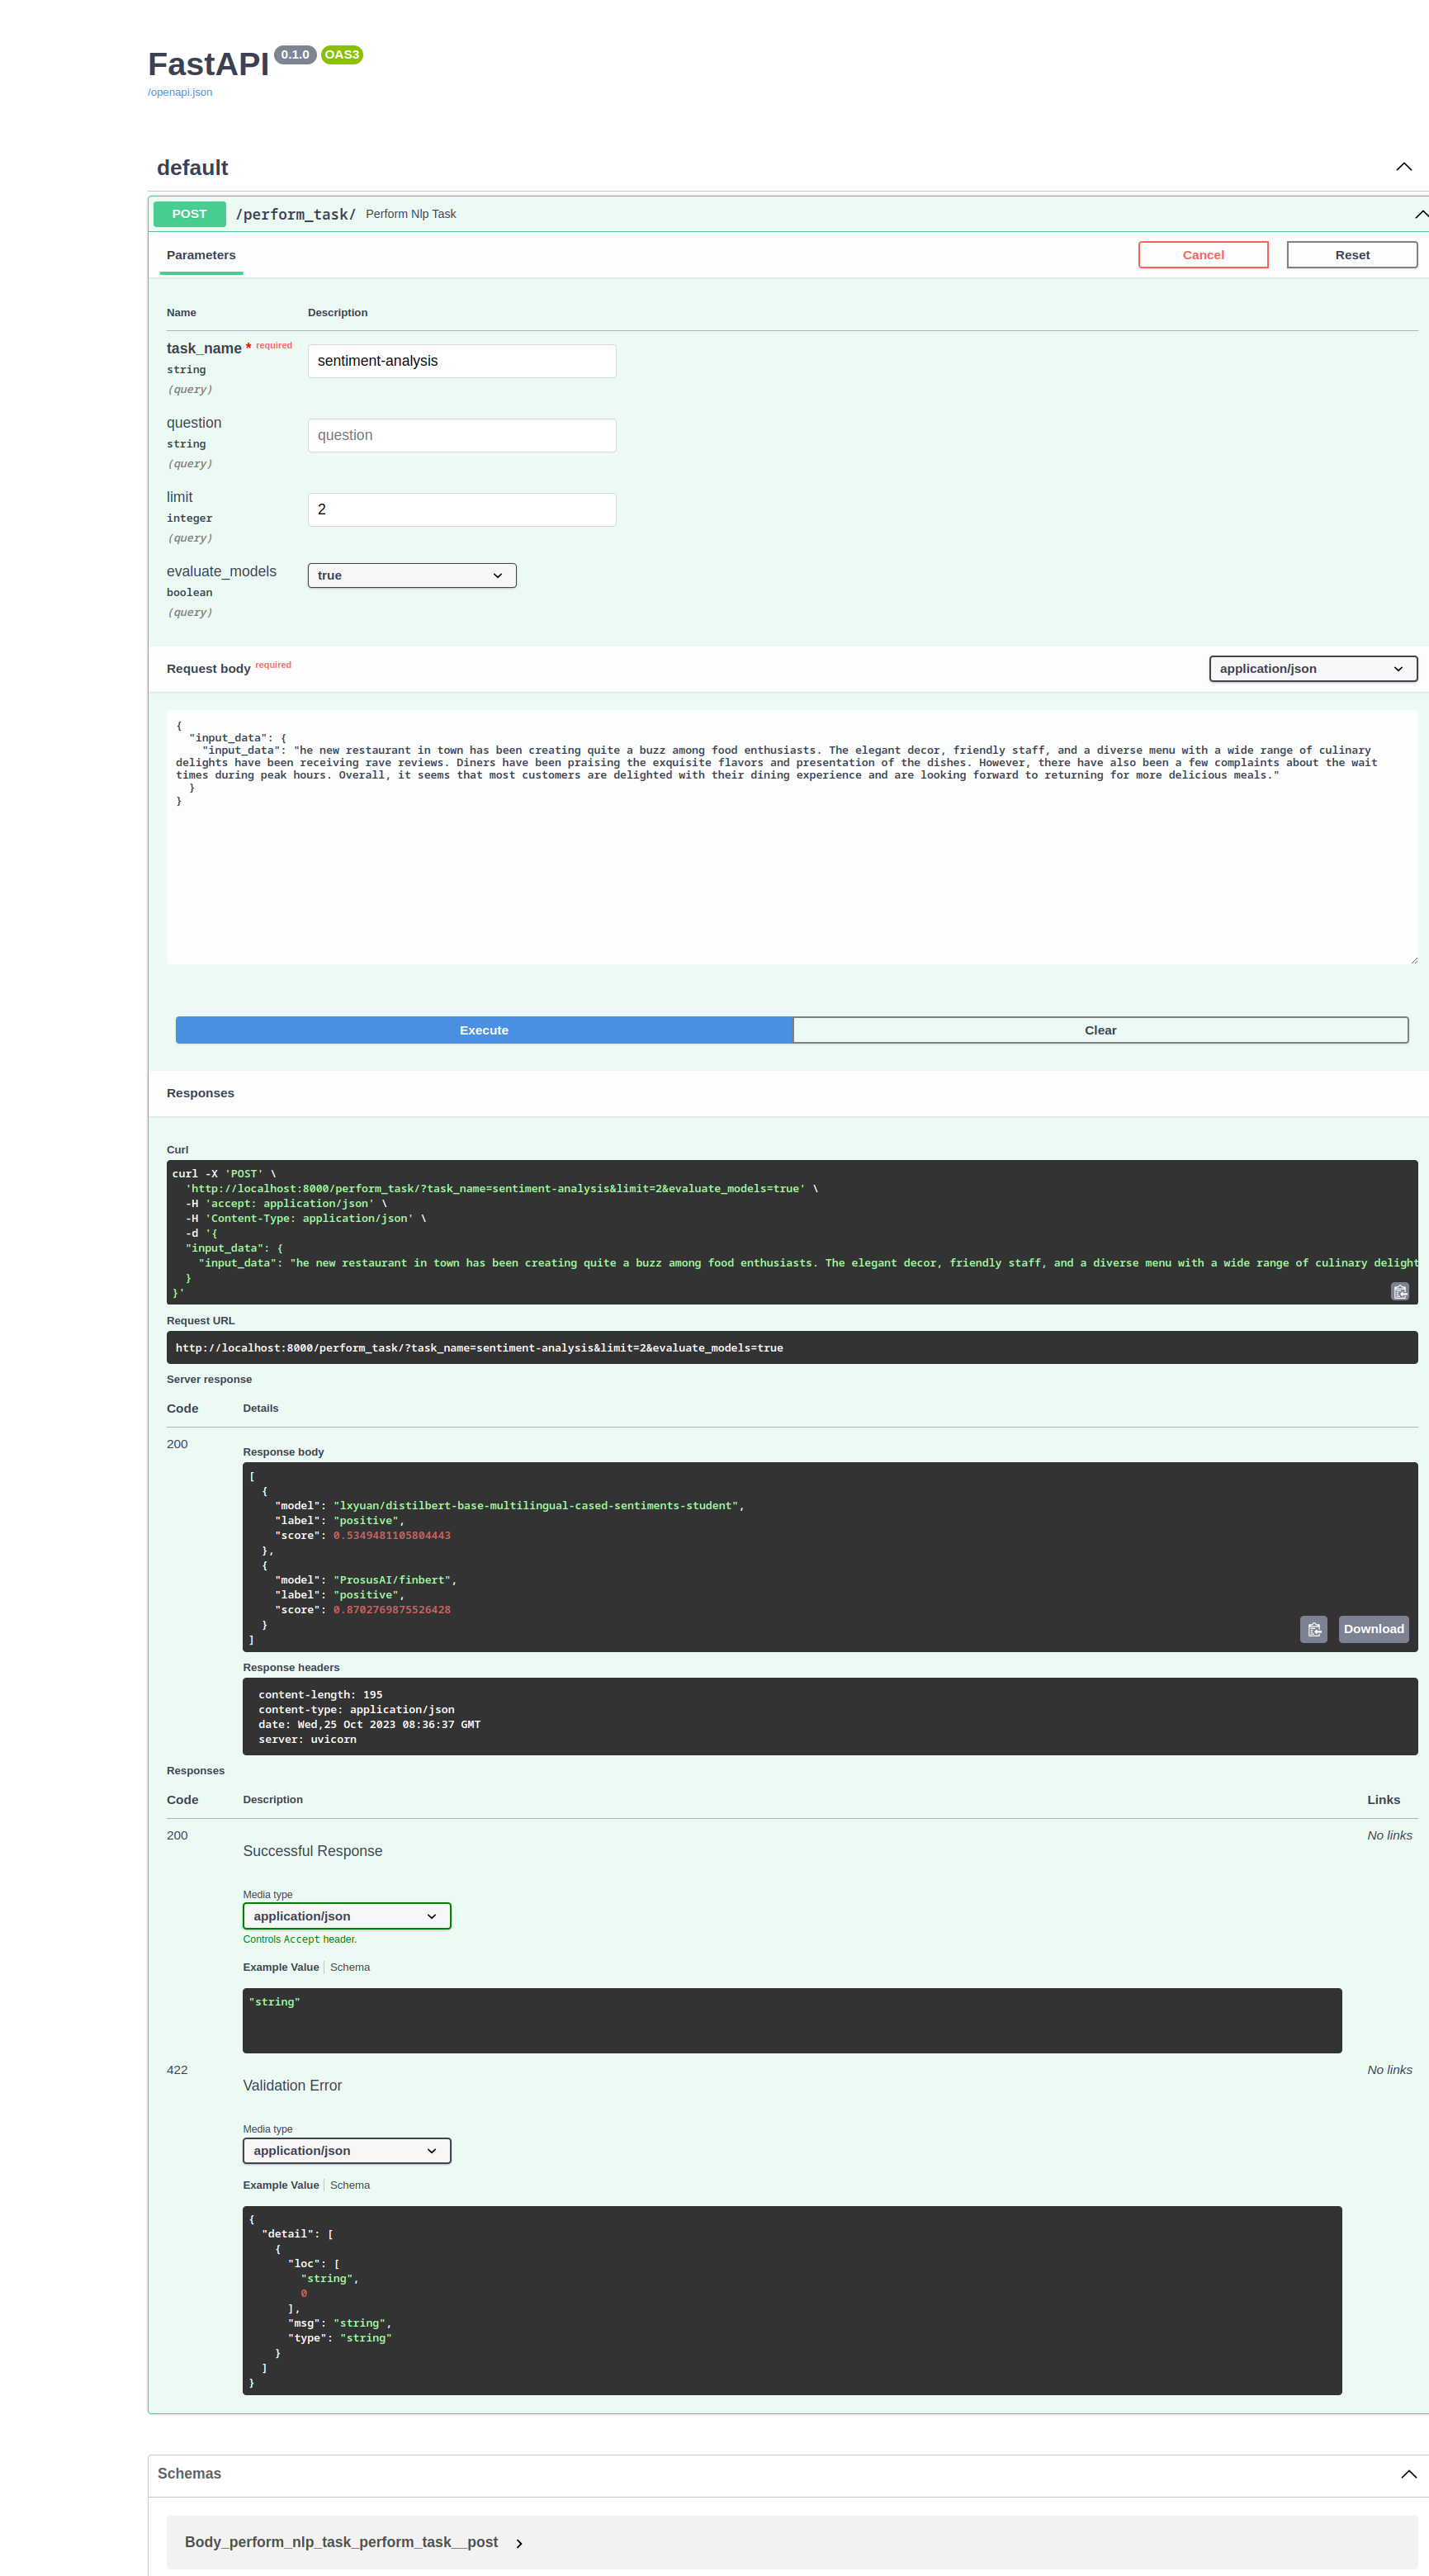 FastAPI 0.1.0 OAS3
/openapi.json
default
POST /perform_task/ Perform Nlp Task
Parameters Cancel Reset
Name Description
task_name * required
string
(query)
sentiment-analysis
question
string
(query)
question
limit
integer
(query)
2
evaluate_models
boolean
(query)
true
Request body required application/json
{
"input_data": {
"input_data": "he new restaurant in town has been creating quite a buzz among food enthusiasts. The elegant decor, friendly staff, and a diverse menu with a wide range of culinary
delights have been receiving rave reviews. Diners have been praising the exquisite flavors and presentation of the dishes. However, there have also been a few complaints about the wait
times during peak hours. Overall, it seems that most customers are delighted with their dining experience and are looking forward to returning for more delicious meals."
}
}
Execute Clear
Responses
Curl
curl -X 'POST' \
'http://localhost:8000/perform_task/?task_name=sentiment-analysis&limit=2&evaluate_models=true' \
-H 'accept: application/json' \
-H 'Content-Type: application/json' \
-d '{
"input_data": {
"input_data": "he new restaurant in town has been creating quite a buzz among food enthusiasts. The elegant decor, friendly staff, and a diverse menu with a wide range of culinary delight
}
}'
Request URL
http://localhost:8000/perform_task/?task_name=sentiment-analysis&limit=2&evaluate_models=true
Server response
Code Details
200
Response body
[
{
"model": "lxyuan/distilbert-base-multilingual-cased-sentiments-student",
"label": "positive",
"score": 0.5349481105804443
},
{
"model": "ProsusAI/finbert",
"label": "positive",
"score": 0.8702769875526428
}
]
Download
Response headers
content-length: 195
content-type: application/json
date: Wed,25 Oct 2023 08:36:37 GMT
server: uvicorn
Responses
Code Description Links
200 No links
Successful Response
Media type
application/json
Controls Accept header.
Example Value Schema
"string"
422 No links
Validation Error
Media type
application/json
Example Value Schema
{
"detail": [
{
"loc": [
"string",
0
],
"msg": "string",
"type": "string"
}
]
}
Schemas
Body_perform_nlp_task_perform_task__post